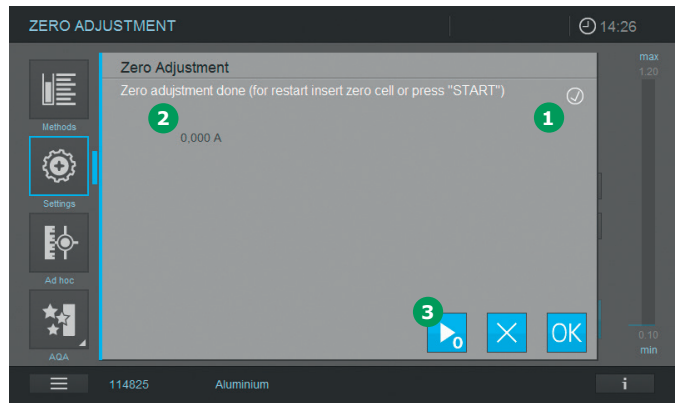 ZERO ADJUSTMENT
14:26
Zero Adjustment
Zero adujstment done (for restart insert zero cell or press "START")
1
2
0,000 A
max
1.20
Methods
Settings
Ad hoc
AQA
3
0
OK
0.10
min
114825 Aluminium
i